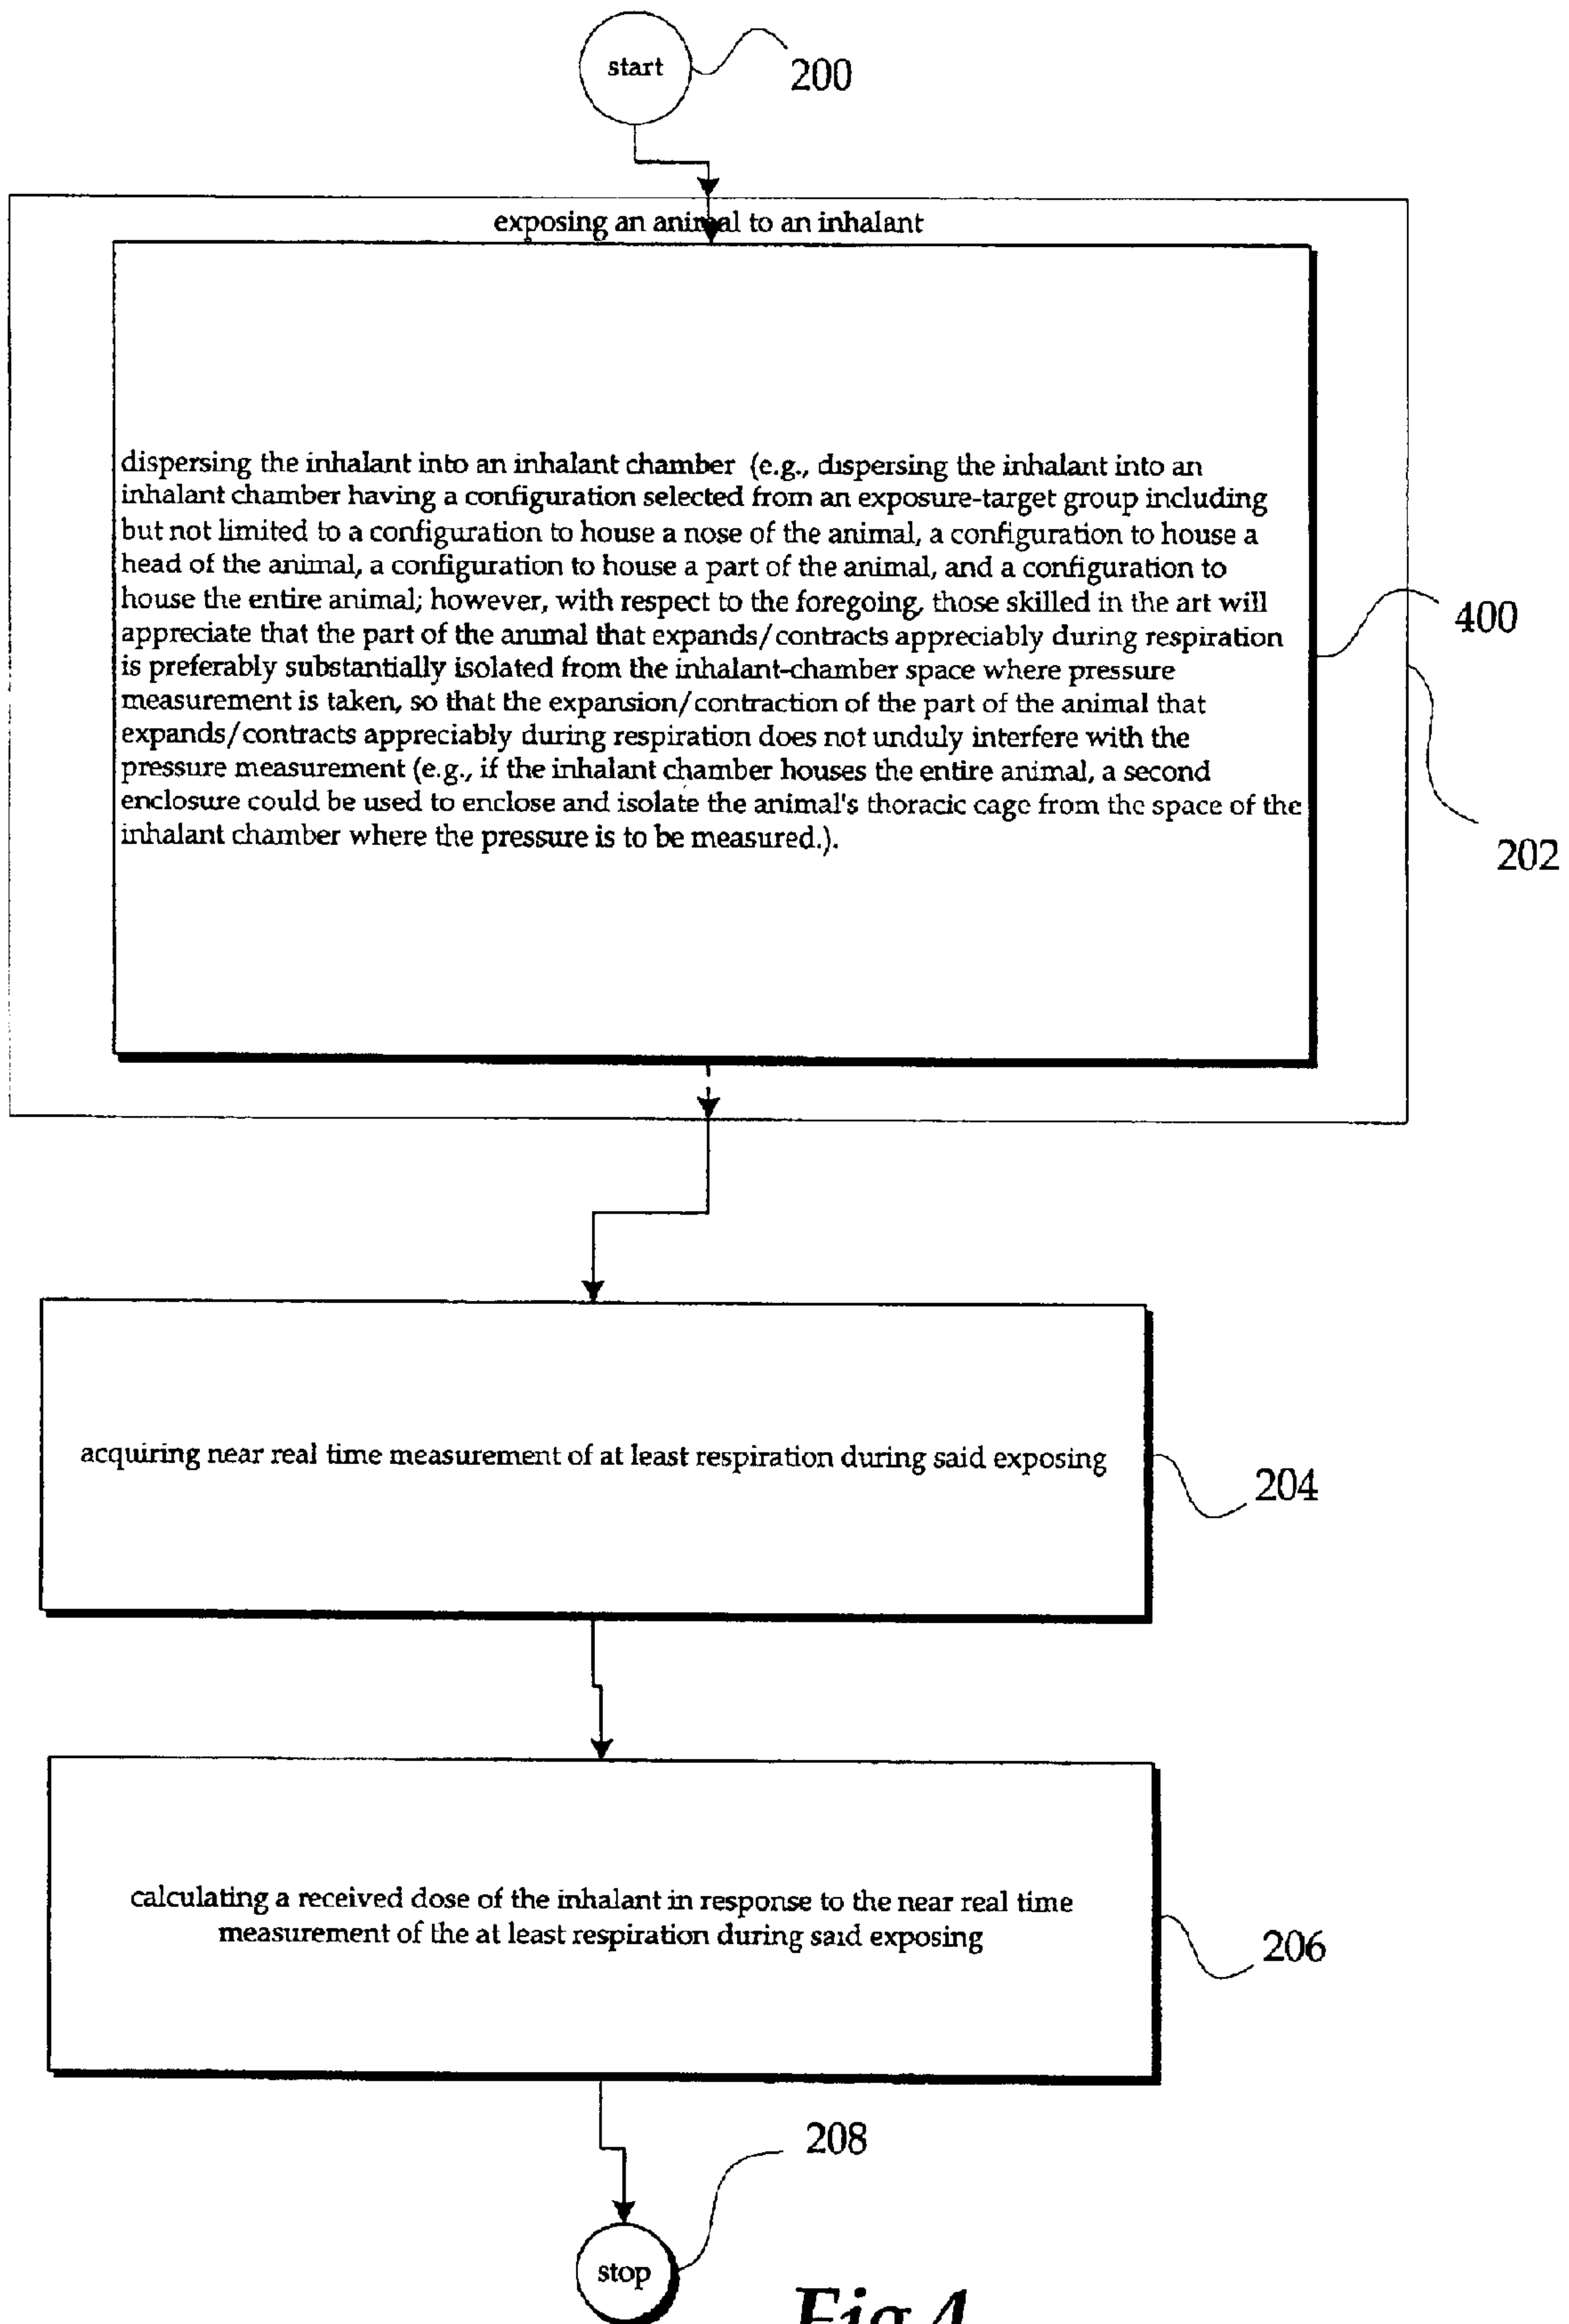 start
200
exposing an animal to an inhalant
dispersing the inhalant into an inhalant chamber (e.g., dispersing the inhalant into an
inhalant chamber having a configuration selected from an exposure-target group including
but not limited to a configuration to house a nose of the animal, a configuration to house a
head of the animal, a configuration to house a part of the animal, and a configuration to
house the entire animal; however, with respect to the foregoing, those skilled in the art will
appreciate that the part of the animal that expands/contracts appreciably during respiration
is preferably substantially isolated from the inhalant-chamber space where pressure
measurement is taken, so that the expansion/contraction of the part of the animal that
expands/contracts appreciably during respiration does not unduly interfere with the
pressure measurement (e.g., if the inhalant chamber houses the entire animal, a second
enclosure could be used to enclose and isolate the animal's thoracic cage from the space of the
inhalant chamber where the pressure is to be measured.).
400
202
acquiring near real time measurement of at least respiration during said exposing
204
calculating a received dose of the inhalant in response to the near real time
measurement of the at least respiration during said exposing
206
208
stop
Fig 4